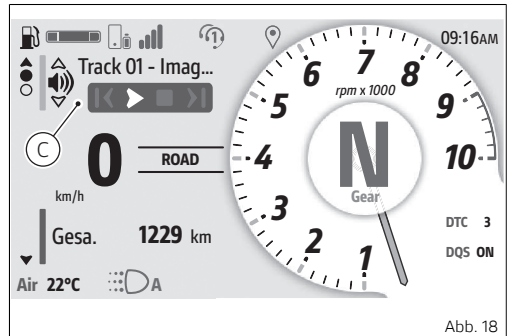 09:16AM
Track 01 - Imag...
C
0
km/h
ROAD
Gesa. 1229 km
Air 22°C
A
1
2
3
4
5
6
7
8
9
10
rpm x 1000
N
Gear
DTC 3
DQS ON
1
Abb. 18